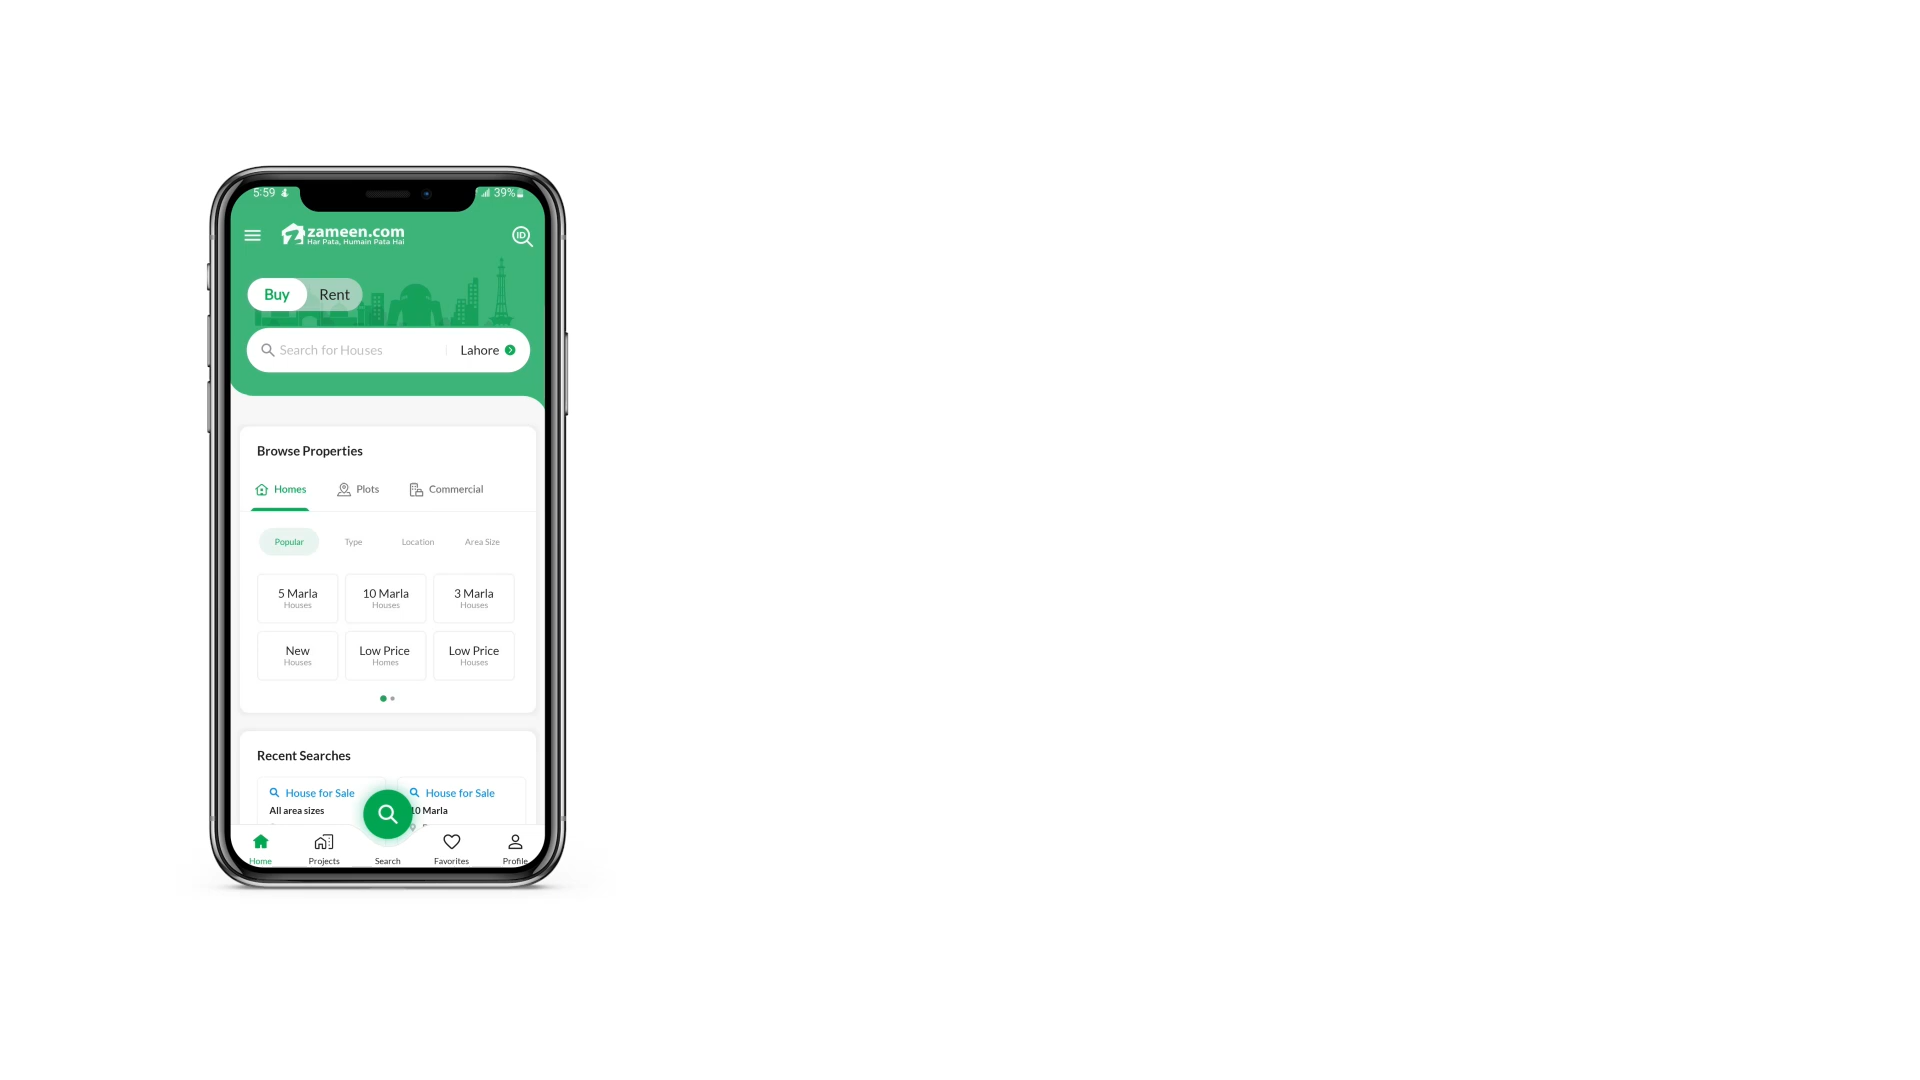 5:59 39%
zameen.com
Har Pata, Humain Pata Hai
ID
Buy Rent
Search for Houses Lahore
Browse Properties
Homes Plots Commercial
Popular Type Location Area Size
5 Marla 10 Marla 3 Marla
Houses Houses Houses
New Low Price Low Price
Houses Homes Houses
Recent Searches
House for Sale House for Sale
All area sizes 10 Marla
Home Projects Search Favorites Profile